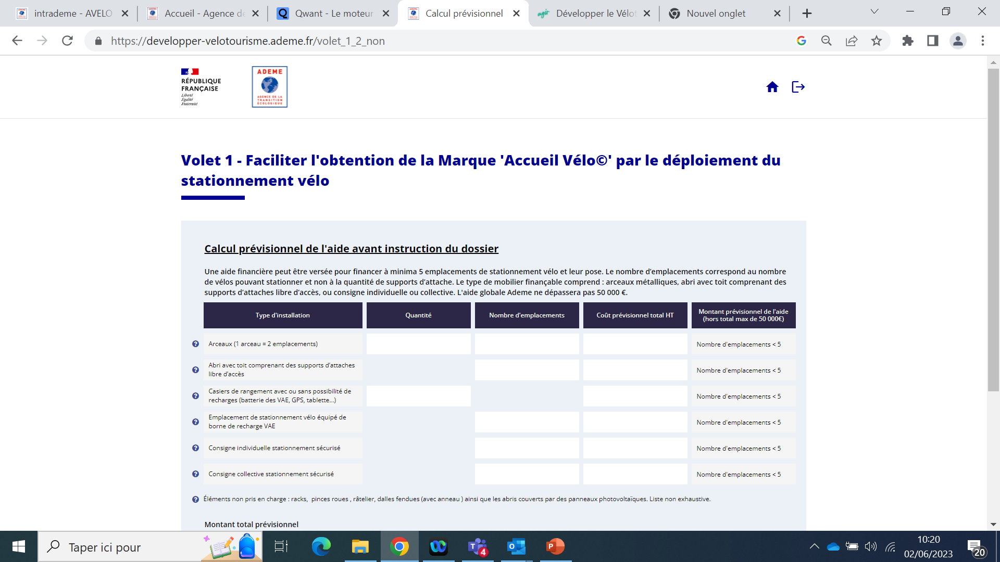 intrademe - AVELO
Accueil - Agence de
Qwant - Le moteur
Calcul prévisionnel
Développer le Vélot
Nouvel onglet
https://developper-velotourisme.ademe.fr/volet_1_2_non
RÉPUBLIQUE
FRANÇAISE
Liberté
Égalité
Fraternité
ADEME
AGENCE DE LA
TRANSITION
ÉCOLOGIQUE
Volet 1 - Faciliter l'obtention de la Marque 'Accueil Vélo©' par le déploiement du
stationnement vélo
Calcul prévisionnel de l'aide avant instruction du dossier
Une aide financière peut être versée pour financer à minima 5 emplacements de stationnement vélo et leur pose. Le nombre d’emplacements correspond au nombre
de vélos pouvant stationner et non à la quantité de supports d’attache. Le type de mobilier finançable comprend : arceaux métalliques, abri avec toit comprenant des
supports d’attaches libre d’accès, ou consigne individuelle ou collective. L'aide globale Ademe ne dépassera pas 50 000 €.
Type d'installation
Quantité
Nombre d'emplacements
Coût prévisionnel total HT
Montant prévisionnel de l'aide
(hors total max de 50 000€)
Arceaux (1 arceau = 2 emplacements)
Nombre d'emplacements < 5
Abri avec toit comprenant des supports d’attaches
libre d’accès
Nombre d'emplacements < 5
Casiers de rangement avec ou sans possibilité de
recharges (batterie des VAE, GPS, tablette...)
Nombre d'emplacements < 5
Emplacement de stationnement vélo équipé de
borne de recharge VAE
Nombre d'emplacements < 5
Consigne individuelle stationnement sécurisé
Nombre d'emplacements < 5
Consigne collective stationnement sécurisé
Nombre d'emplacements < 5
Éléments non pris en charge : racks, pinces roues , râtelier, dalles fendues (avec anneau ) ainsi que les abris couverts par des panneaux photovoltaïques. Liste non exhaustive.
Montant total prévisionnel
Taper ici pour
4
10:20
02/06/2023
20